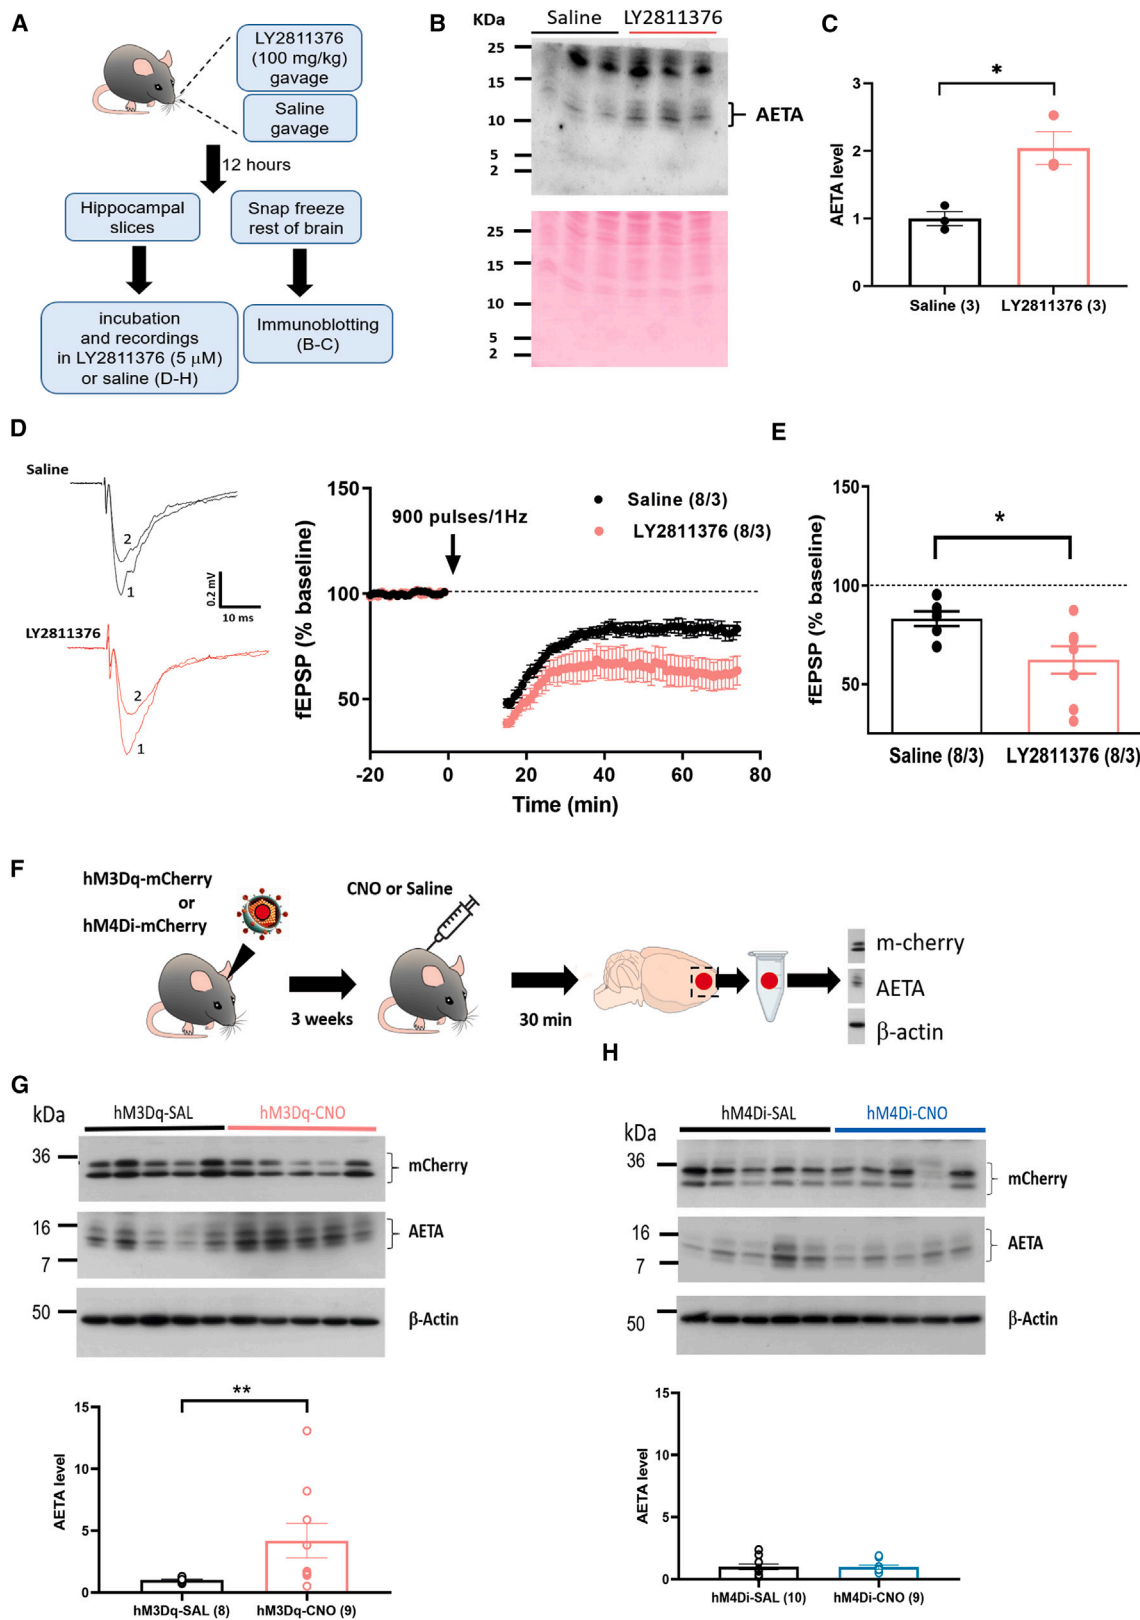 A
LY2811376
(100 mg/kg)
gavage
Saline
gavage
12 hours
Hippocampal
slices
Snap freeze
rest of brain
incubation
and recordings
in LY2811376 (5 μM)
or saline (D-H)
Immunoblotting
(B-C)
B
KDa
Saline
LY2811376
25
15
10
5
2
AETA
25
15
10
5
2
C
*
AETA level
3
2
1
0
Saline (3)
LY2811376 (3)
D
Saline
2
1
0.2 mV
10 ms
LY2811376
2
1
fEPSP (% baseline)
150
100
50
900 pulses/1Hz
Saline (8/3)
LY2811376 (8/3)
-20
0
20
40
60
80
Time (min)
E
fEPSP (% baseline)
150
100
50
*
Saline (8/3)
LY2811376 (8/3)
F
hM3Dq-mCherry
or
hM4Di-mCherry
3 weeks
CNO or Saline
30 min
m-cherry
AETA
β-actin
G
kDa
hM3Dq-SAL
hM3Dq-CNO
36
mCherry
16
7
AETA
50
β-Actin
**
AETA level
15
10
5
0
hM3Dq-SAL (8)
hM3Dq-CNO (9)
H
kDa
hM4Di-SAL
hM4Di-CNO
36
mCherry
16
7
AETA
50
β-Actin
AETA level
15
10
5
0
hM4Di-SAL (10)
hM4Di-CNO (9)